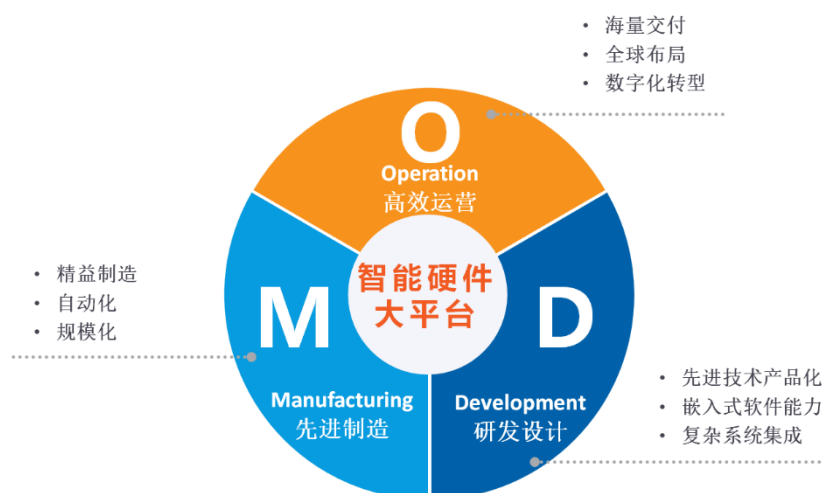 • 海量交付
• 全球布局
• 数字化转型
O
Operation
高效运营
智能硬件
大平台
• 精益制造
• 自动化
• 规模化
M
Manufacturing
先进制造
D
Development
研发设计
• 先进技术产品化
• 嵌入式软件能力
• 复杂系统集成